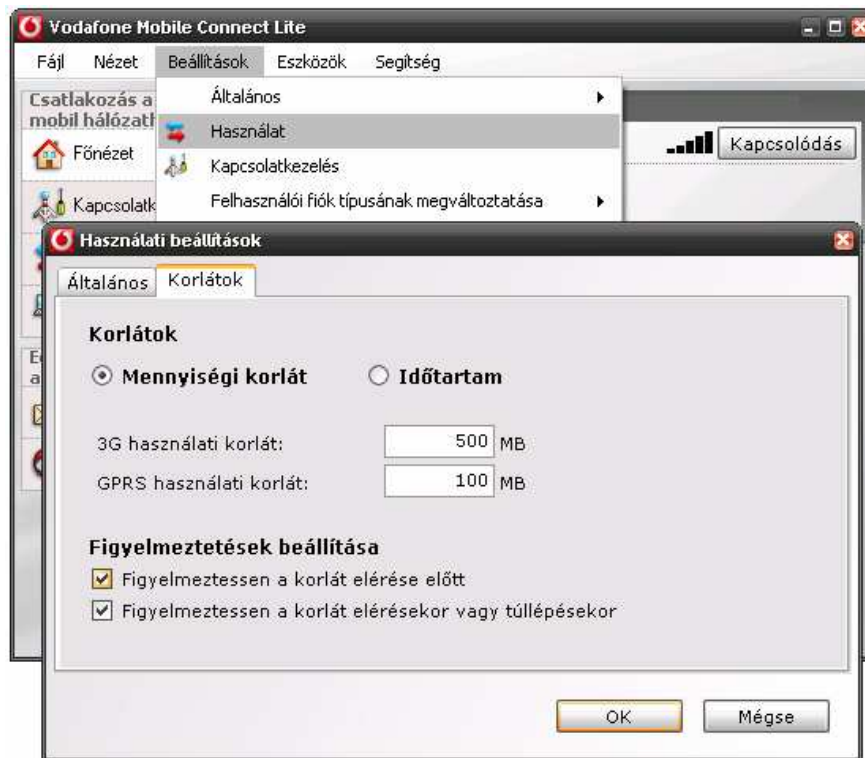 Vodafone Mobile Connect Lite
Fájl Nézet Beállítások Eszközök Segítség
Csatlakozás a
mobil hálózath
Általános
Használat
Kapcsolódás
Főnézet
Kapcsolatkezelés
Kapcsolatk
Felhasználói fiók típusának megváltoztatása
Használati beállítások
Általános Korlátok
Korlátok
Mennyiségi korlát Időtartam
3G használati korlát: 500 MB
GPRS használati korlát: 100 MB
Figyelmeztetések beállítása
Figyelmeztessen a korlát elérése előtt
Figyelmeztessen a korlát elérésekor vagy túllépésekor
OK Mégse